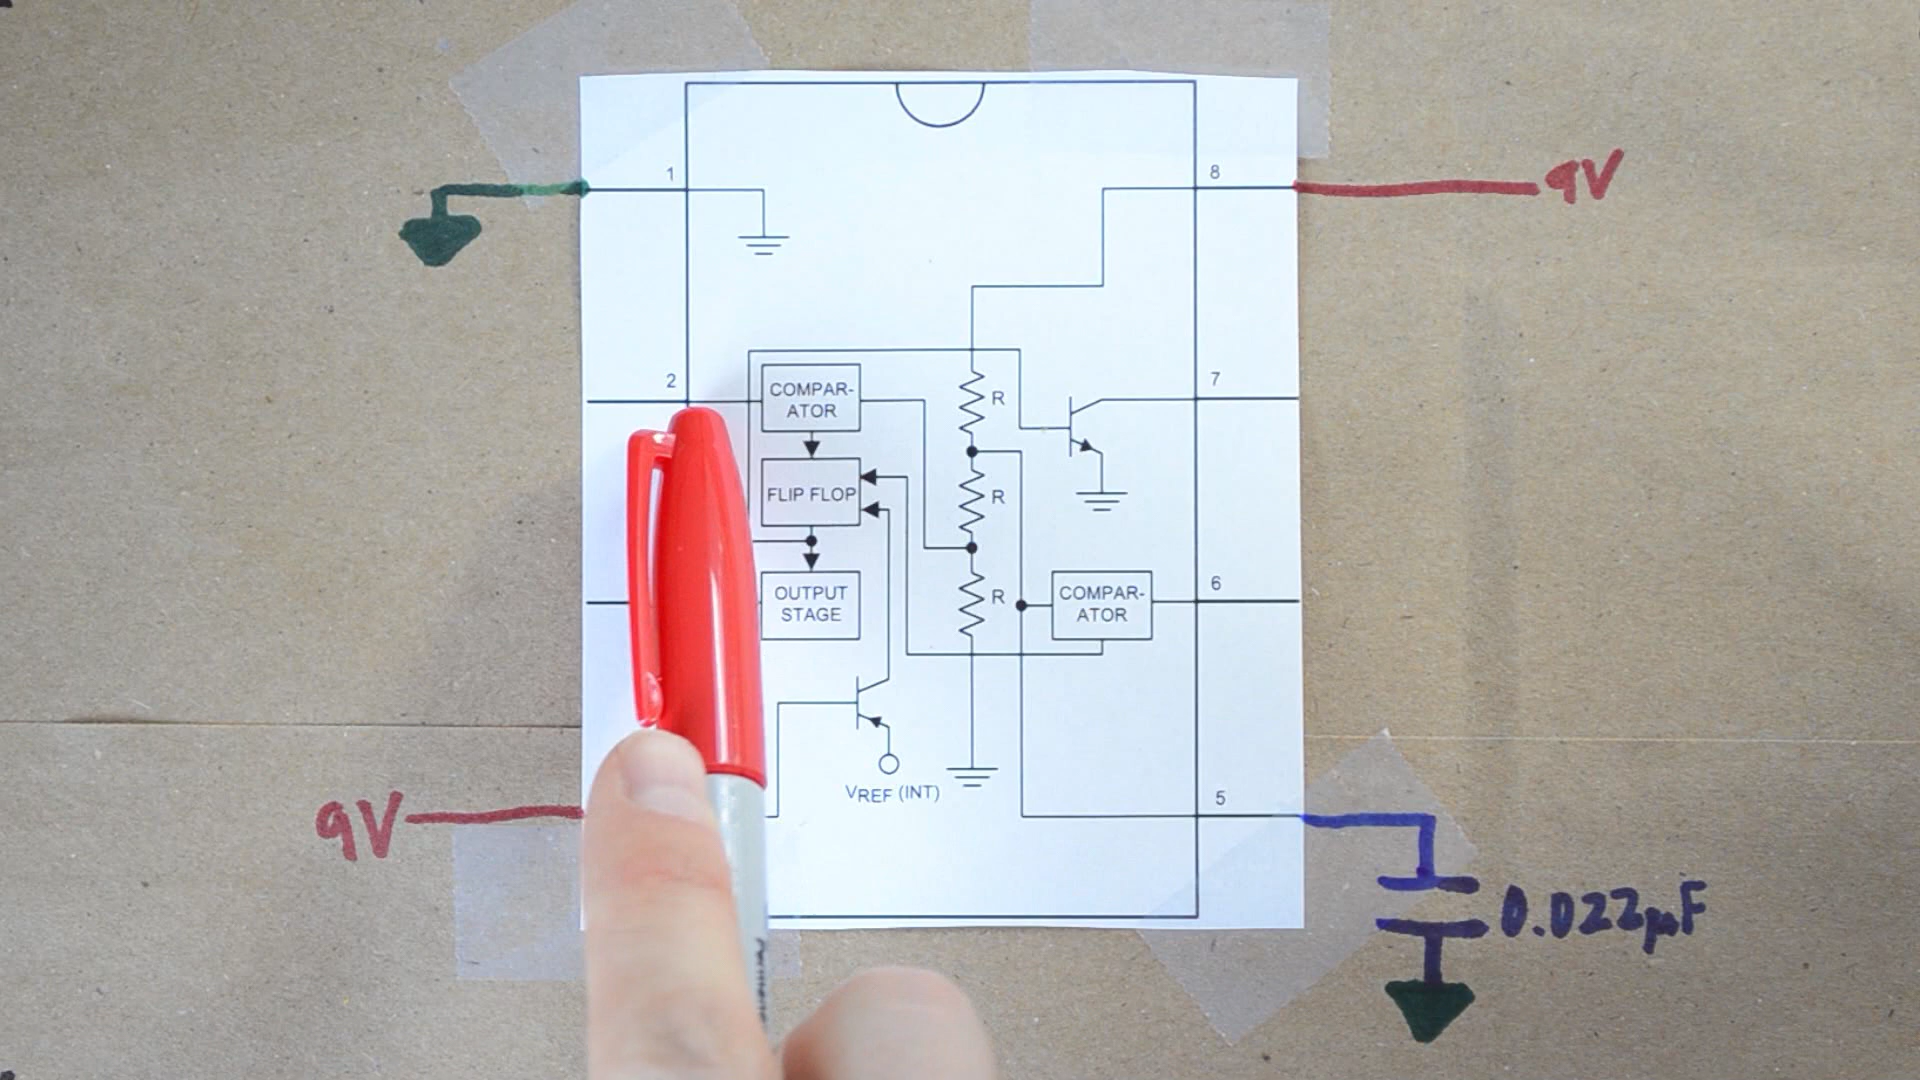 1
8
9V
2
7
COMPAR-
ATOR
R
FLIP FLOP
R
6
OUTPUT
STAGE
R
COMPAR-
ATOR
VREF (INT)
5
9V
0.022µF